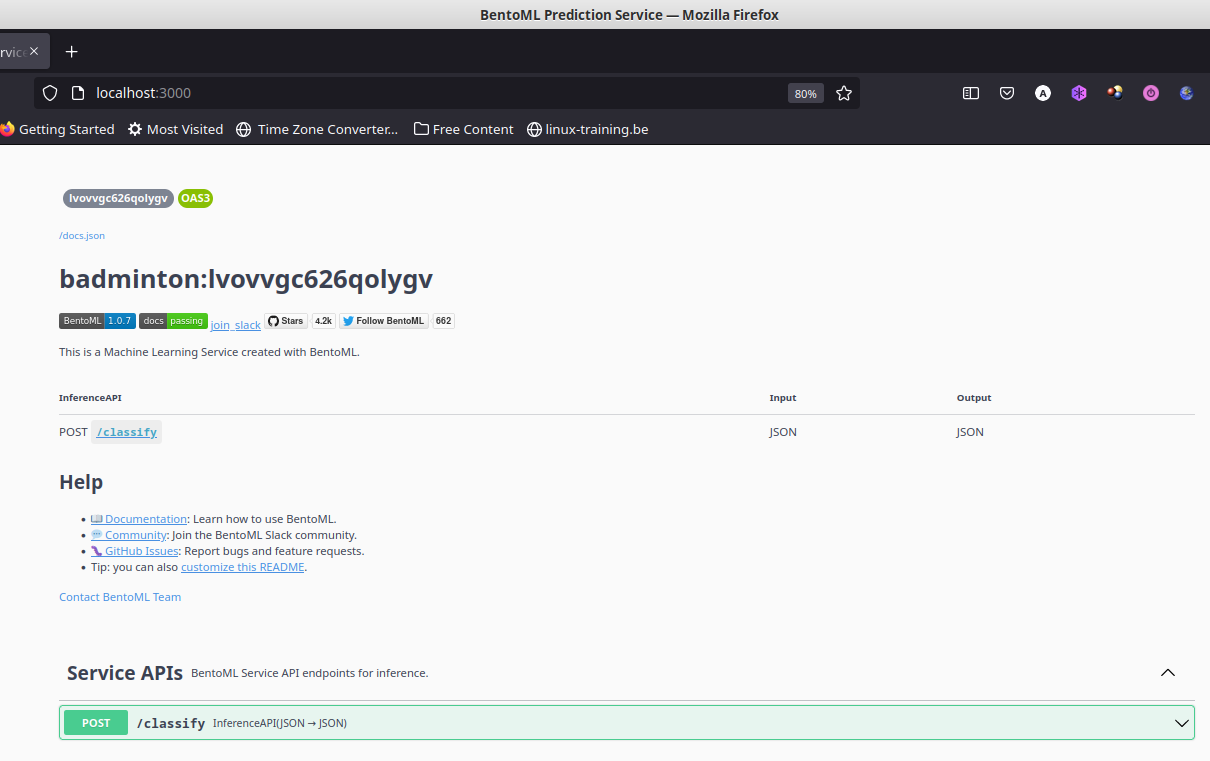 BentoML Prediction Service — Mozilla Firefox
rvice
localhost:3000
80%
A
Getting Started Most Visited Time Zone Converter... Free Content linux-training.be
lvovvgc626qolygv OAS3
/docs.json
badminton:lvovvgc626qolygv
BentoML 1.0.7 docs passing join_slack Stars 4.2k Follow BentoML 662
This is a Machine Learning Service created with BentoML.
InferenceAPI Input Output
POST /classify JSON JSON
Help
• Documentation: Learn how to use BentoML.
• Community: Join the BentoML Slack community.
• GitHub Issues: Report bugs and feature requests.
• Tip: you can also customize this README.
Contact BentoML Team
Service APIs BentoML Service API endpoints for inference.
POST /classify InferenceAPI(JSON → JSON)